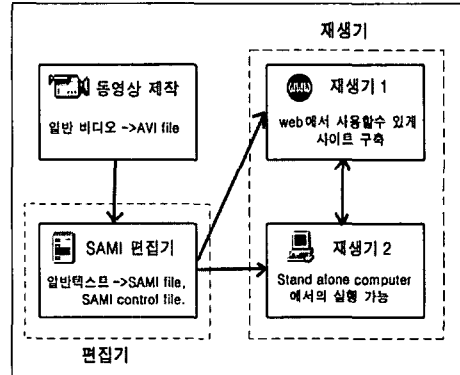 재생기
동영상 제작
일반 비디오 ->AVI file
재생기 1
web에서 사용할수 있게
사이트 구축
SAMI 편집기
알반텍스트 ->SAMI file,
SAMI control file.
재생기 2
Stand alone computer
에서의 실행 가능
편집기